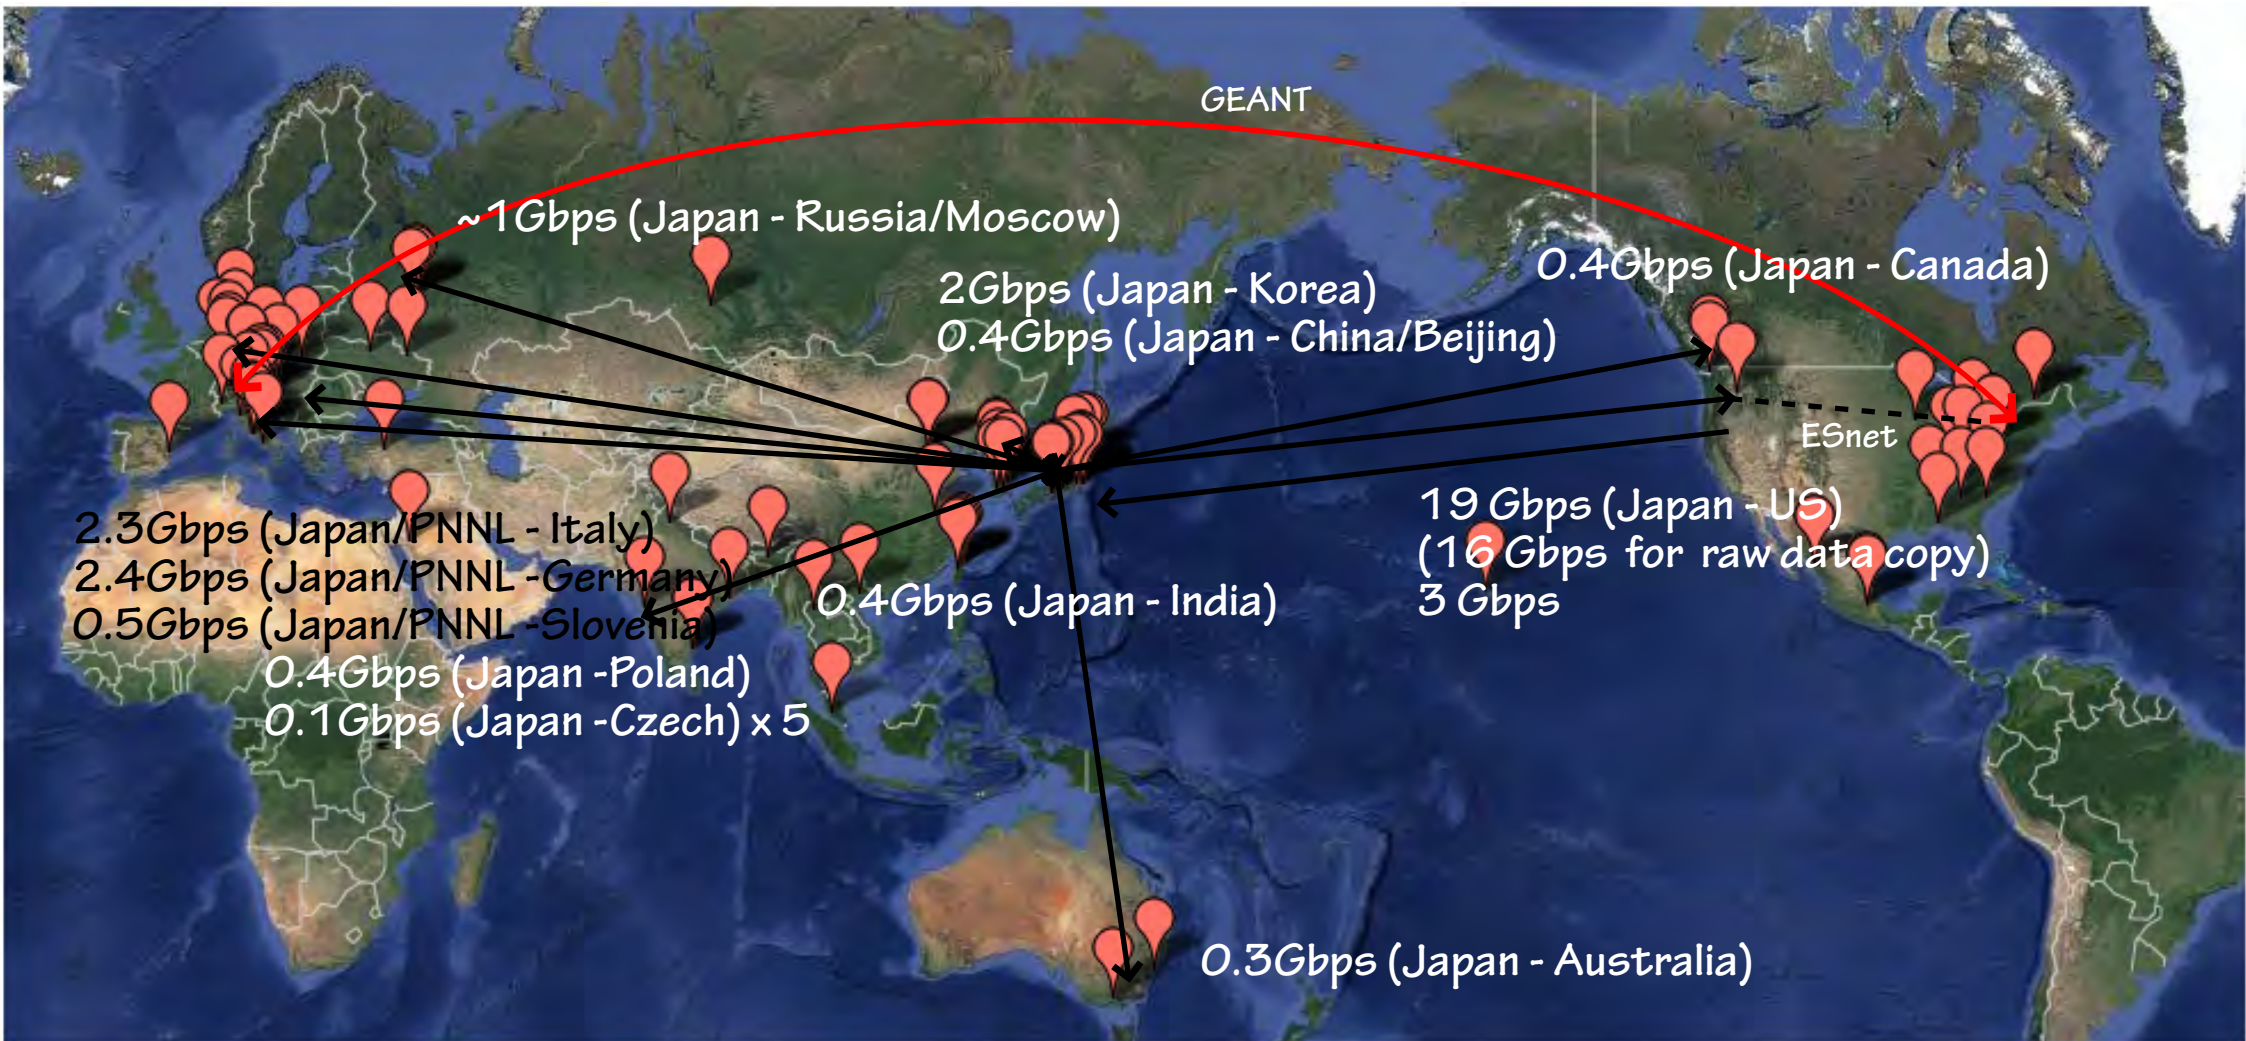 GEANT
~1Gbps (Japan - Russia/Moscow)
0.4Gbps (Japan - Canada)
2Gbps (Japan - Korea)
0.4Gbps (Japan - China/Beijing)
ESnet
19 Gbps (Japan - US)
(16 Gbps for raw data copy)
3 Gbps
2.3Gbps (Japan/PNNL - Italy)
2.4Gbps (Japan/PNNL -Germany)
0.5Gbps (Japan/PNNL -Slovenia)
0.4Gbps (Japan -Poland)
0.1Gbps (Japan -Czech) x 5
0.4Gbps (Japan - India)
0.3Gbps (Japan - Australia)